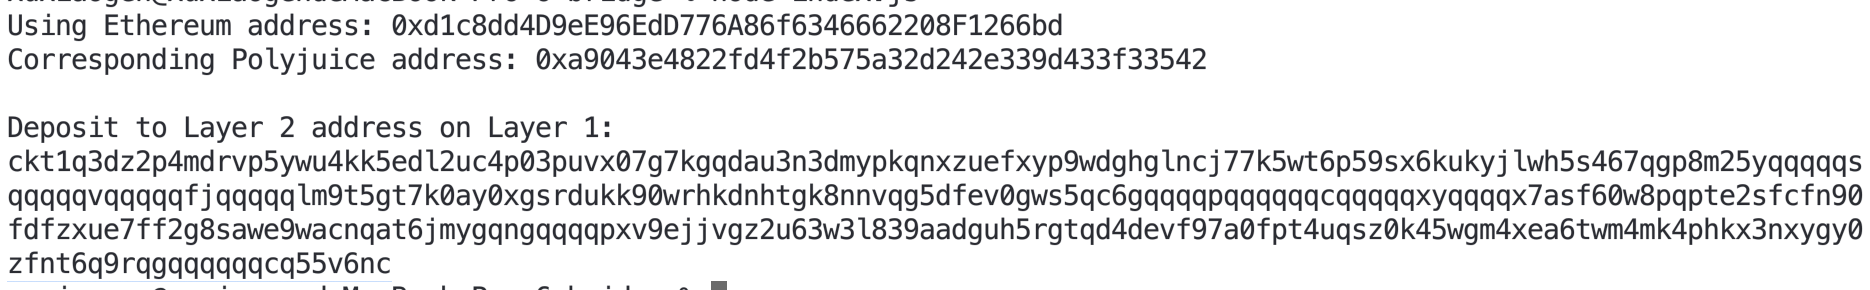 Using Ethereum address: 0xd1c8dd4D9eE96EdD776A86f6346662208F1266bd
Corresponding Polyjuice address: 0xa9043e4822fd4f2b575a32d242e339d433f33542
Deposit to Layer 2 address on Layer 1:
ckt1q3dz2p4mdrvp5ywu4kk5edl2uc4p03puvx07g7kgqdau3n3dmypkqnxzuefxyp9wdghglncj77k5wt6p59sx6kukyjlwh5s467qgp8m25yqqqqqs
qqqqqvqqqqqfjqqqqqlm9t5gt7k0ay0xgsrdukk90wrhkdnhtgk8nnvqg5dfev0gws5qc6gqqqqpqqqqqqcqqqqqxyqqqqx7asf60w8pqpte2sfcfn90
fdfzxue7ff2g8sawe9wacnqat6jmygqngqqqqpxv9ejjvgz2u63w3l839aadguh5rgtqd4devf97a0fpt4uqsz0k45wgm4xea6twm4mk4phkx3nxygy0
zfnt6q9rqgqqqqqqcq55v6nc